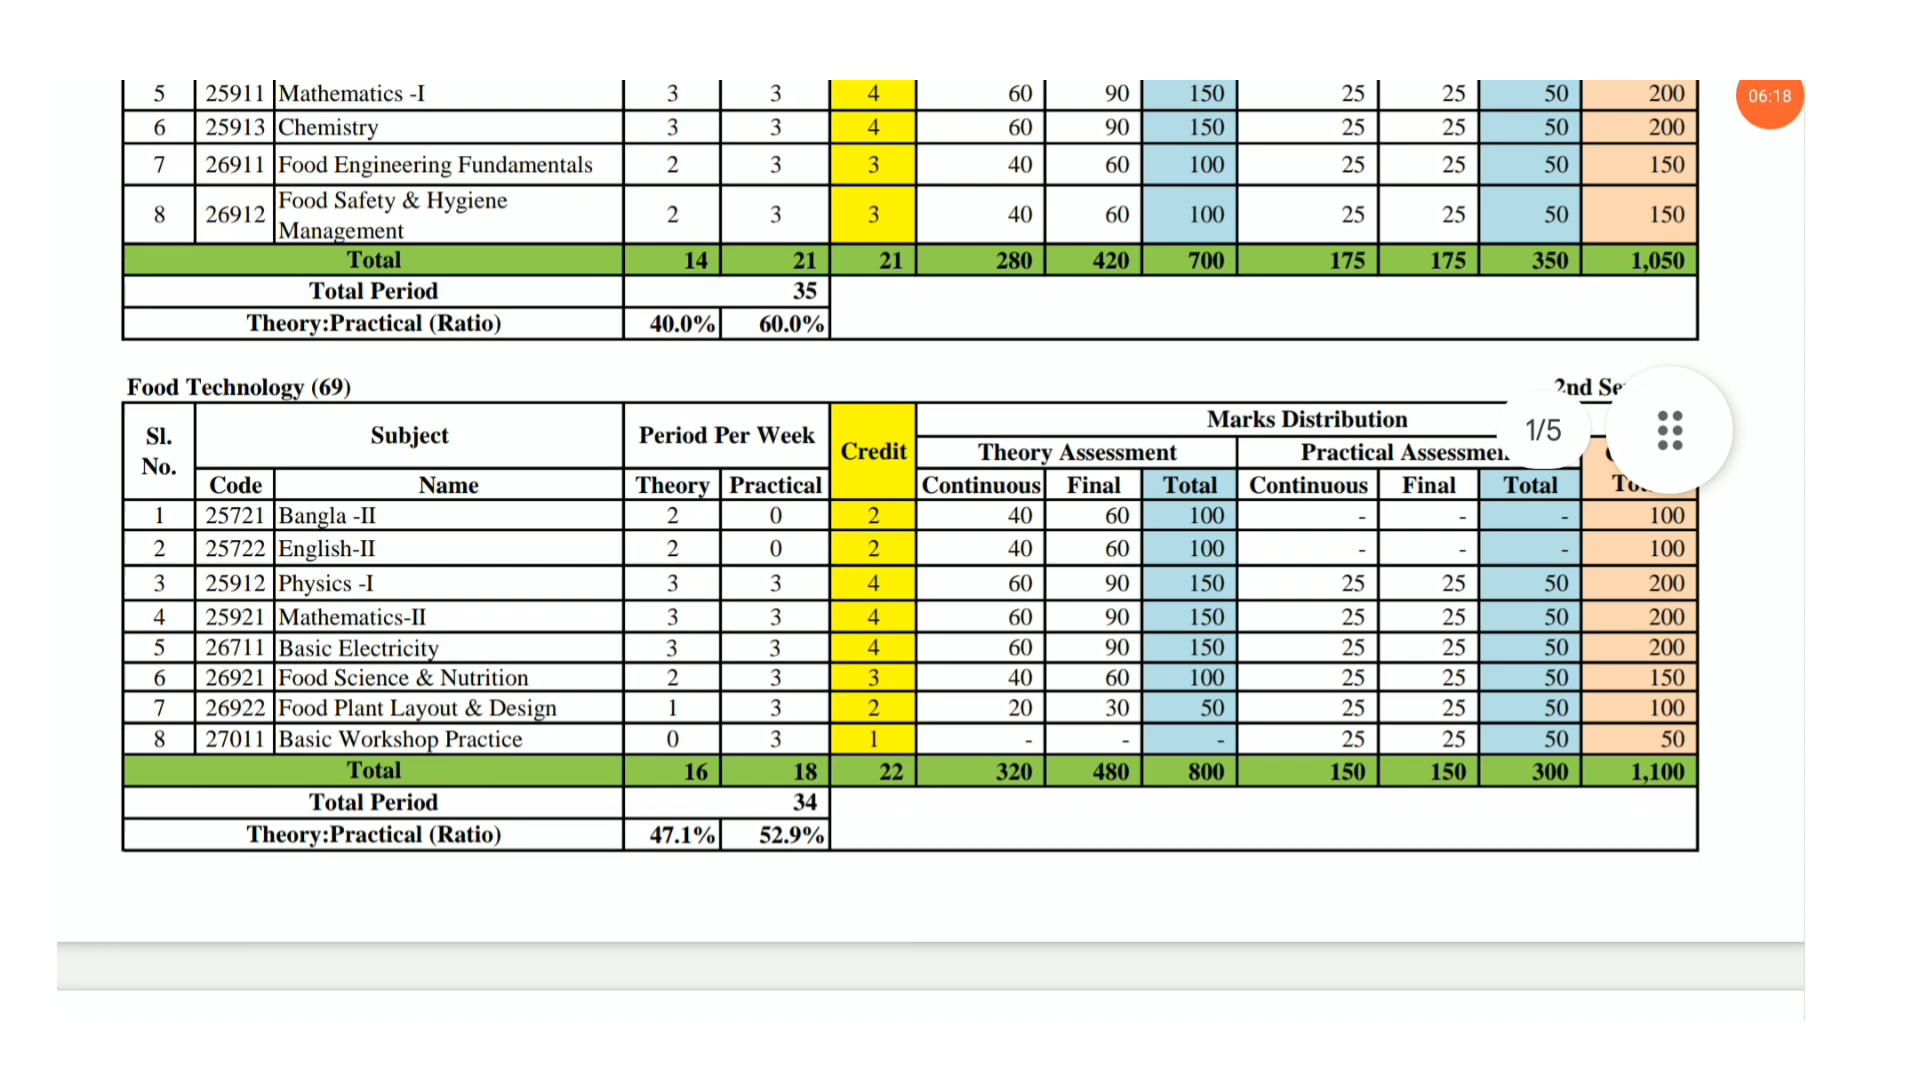 5 25911 Mathematics -I 3 3 4 60 90 150 25 25 50 200
06:18
6 25913 Chemistry 3 3 4 60 90 150 25 25 50 200
7 26911 Food Engineering Fundamentals 2 3 3 40 60 100 25 25 50 150
8 26912 Food Safety & Hygiene Management 2 3 3 40 60 100 25 25 50 150
Total 14 21 21 280 420 700 175 175 350 1,050
Total Period 35
Theory:Practical (Ratio) 40.0% 60.0%
Food Technology (69) 2nd
Sl. No. Subject Period Per Week Credit Marks Distribution
1/5
Theory Assessment Practical
Code Name Theory Practical Continuous Final Total Continuous Final Total
1 25721 Bangla -II 2 0 2 40 60 100 - - - 100
2 25722 English-II 2 0 2 40 60 100 - - - 100
3 25912 Physics -I 3 3 4 60 90 150 25 25 50 200
4 25921 Mathematics-II 3 3 4 60 90 150 25 25 50 200
5 26711 Basic Electricity 3 3 4 60 90 150 25 25 50 200
6 26921 Food Science & Nutrition 2 3 3 40 60 100 25 25 50 150
7 26922 Food Plant Layout & Design 1 3 2 20 30 50 25 25 50 100
8 27011 Basic Workshop Practice 0 3 1 - - - 25 25 50 50
Total 16 18 22 320 480 800 150 150 300 1,100
Total Period 34
Theory:Practical (Ratio) 47.1% 52.9%